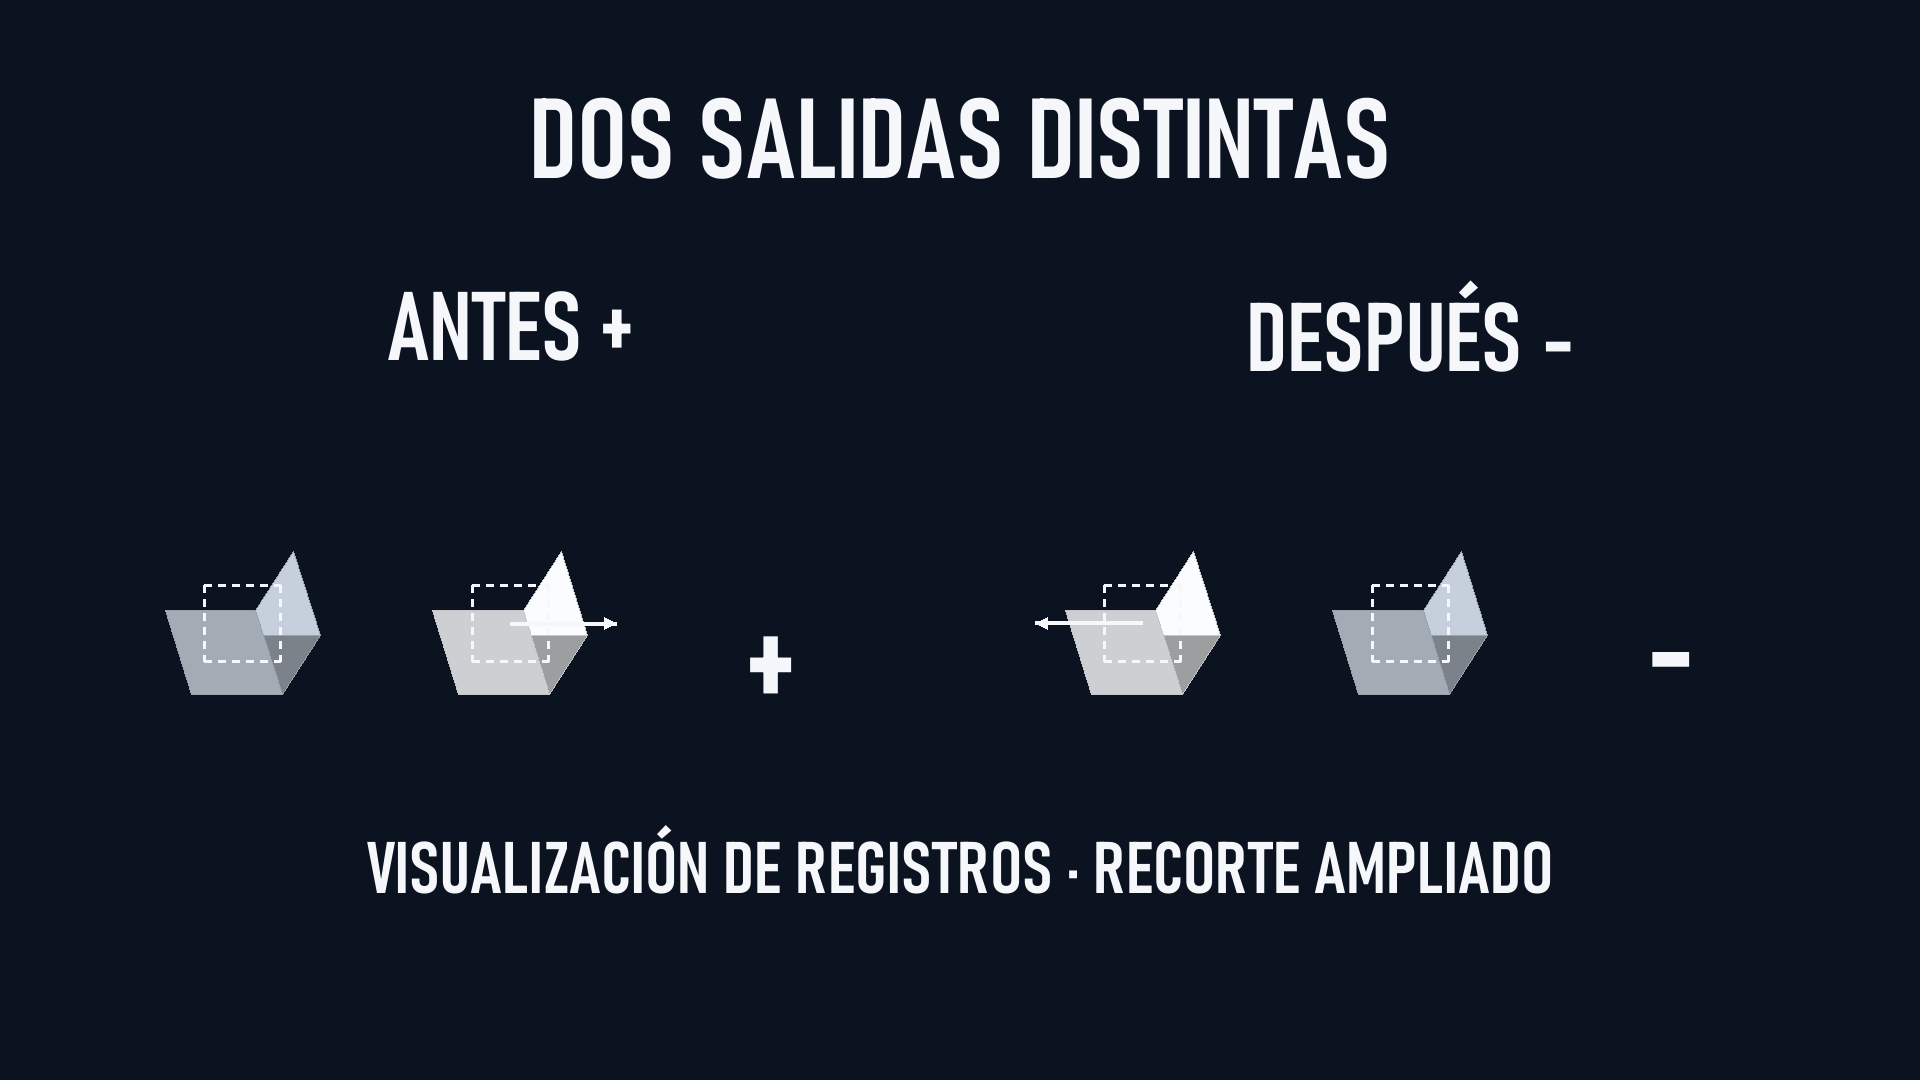 DOS SALIDAS DISTINTAS
ANTES +
DESPUÉS -
+
-
VISUALIZACIÓN DE REGISTROS · RECORTE AMPLIADO